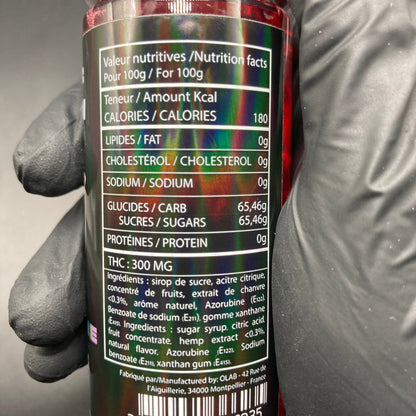 Valeur nutritives /Nutrition facts
Pour 100g / For 100g
Teneur / Amount Kcal
CALORIES / CALORIES 180
LIPIDES / FAT 0g
CHOLESTÉROL / CHOLESTEROL 0g
SODIUM / SODIUM 0g
GLUCIDES / CARB 65,46g
SUCRES / SUGARS 65,46g
PROTÉINES / PROTEIN 0g
THC : 300 MG
Ingrédients : sirop de sucre, acitre citrique,
concentré de fruits, extrait de chanvre
<0.3%, arôme naturel, Azorubine (E122),
Benzoate de sodium (E211), gomme xanthane
(E415). Ingredients : sugar syrup, citric acid,
fruit concentrate, hemp extract <0.3%,
natural flavor, Azorubine (E122), Sodium
benzoate (E211), xanthan gum (E415).
Fabriqué par/Manufactured by: OLAB - 42 Rue de
l'Aiguillerie, 34000 Montpellier - France